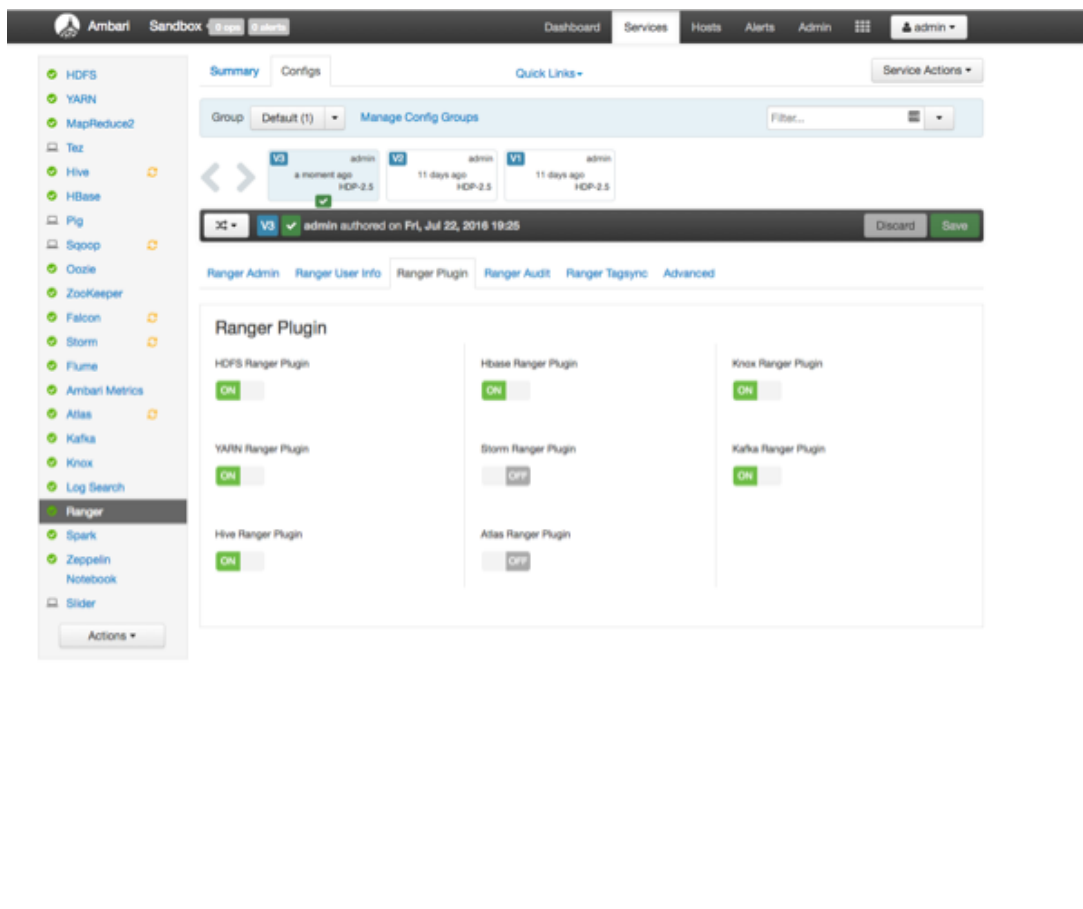 Ambari Sandbox 0 ops 0 alerts Dashboard Services Hosts Alerts Admin admin
HDFS
YARN
MapReduce2
Tez
Hive
HBase
Pig
Sqoop
Oozie
ZooKeeper
Falcon
Storm
Flume
Ambari Metrics
Atlas
Kafka
Knox
Log Search
Ranger
Spark
Zeppelin
Notebook
Slider
Actions
Summary Configs Quick Links Service Actions
Group Default (1) Manage Config Groups Filter...
V3 admin
a moment ago
HDP-2.5
V2 admin
11 days ago
HDP-2.5
V1 admin
11 days ago
HDP-2.5
V3 admin authored on Fri, Jul 22, 2016 19:25 Discard Save
Ranger Admin Ranger User Info Ranger Plugin Ranger Audit Ranger Tagsync Advanced
Ranger Plugin
HDFS Ranger Plugin Hbase Ranger Plugin Knox Ranger Plugin
ON ON ON
YARN Ranger Plugin Storm Ranger Plugin Kafka Ranger Plugin
ON OFF ON
Hive Ranger Plugin Atlas Ranger Plugin
ON OFF